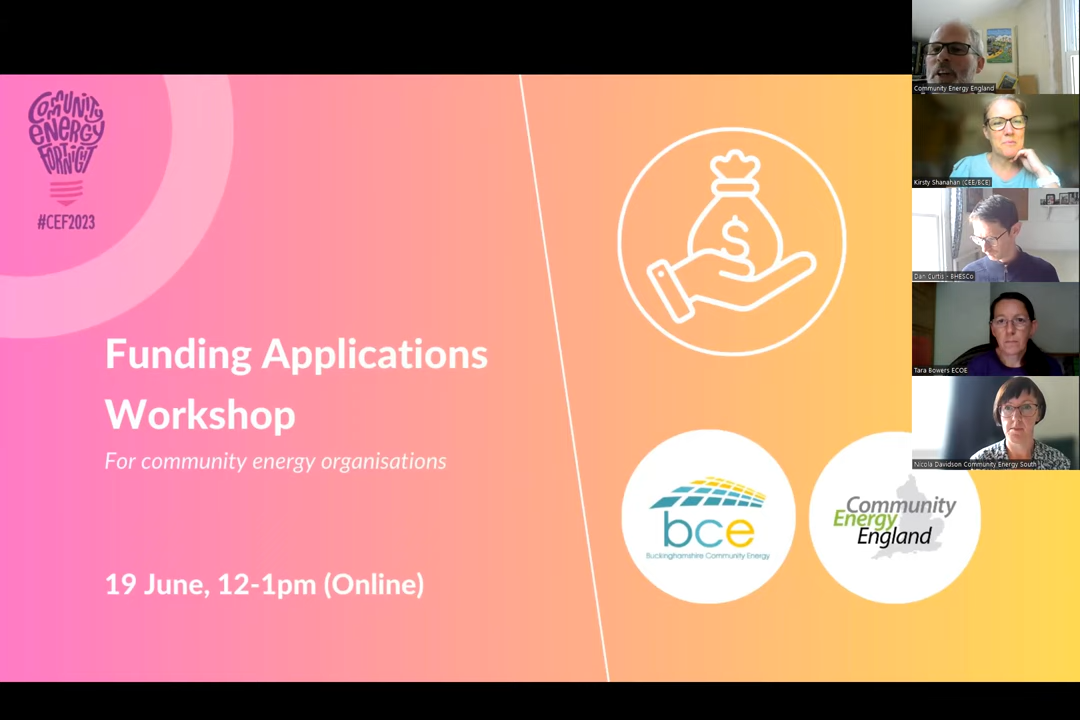 COMMUNITY
ENERGY
FORTNIGHT
#CEF2023
Funding Applications
Workshop
For community energy organisations
19 June, 12-1pm (Online)
$
bce
Buckinghamshire Community Energy
Community
Energy
England
Community Energy England
Kirsty Shanahan (CEE/BCE)
Dan Curtis - BHESCo
Tara Bowers ECOE
Nicola Davidson Community Energy South